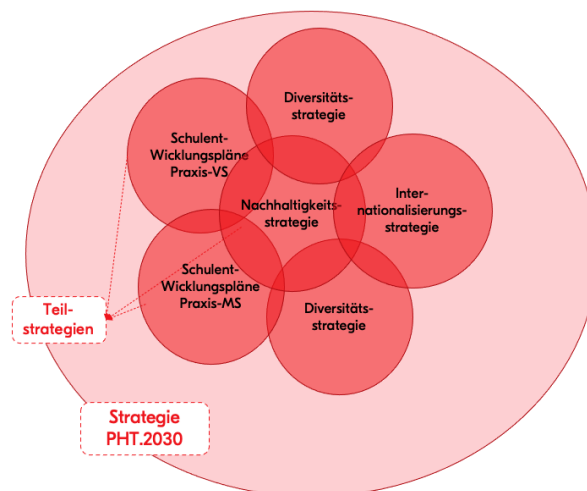 Diversitäts-
strategie
Schulent-
Wicklungspläne
Praxis-VS
Inter-
nationalisierungs-
strategie
Nachhaltigkeits-
strategie
Schulent-
Wicklungspläne
Praxis-MS
Diversitäts-
strategie
Teil-
strategien
Strategie
PHT.2030